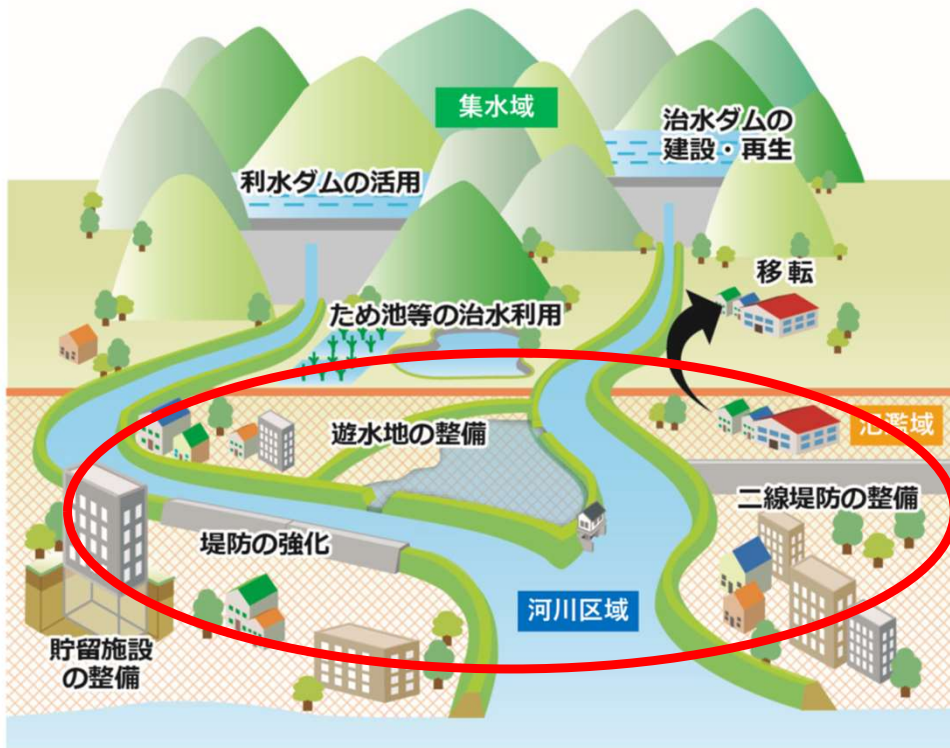 集水域
治水ダムの
建設・再生
利水ダムの活用
移転
ため池等の治水利用
遊水地の整備
氾濫域
二線堤防の整備
堤防の強化
河川区域
貯留施設
の整備